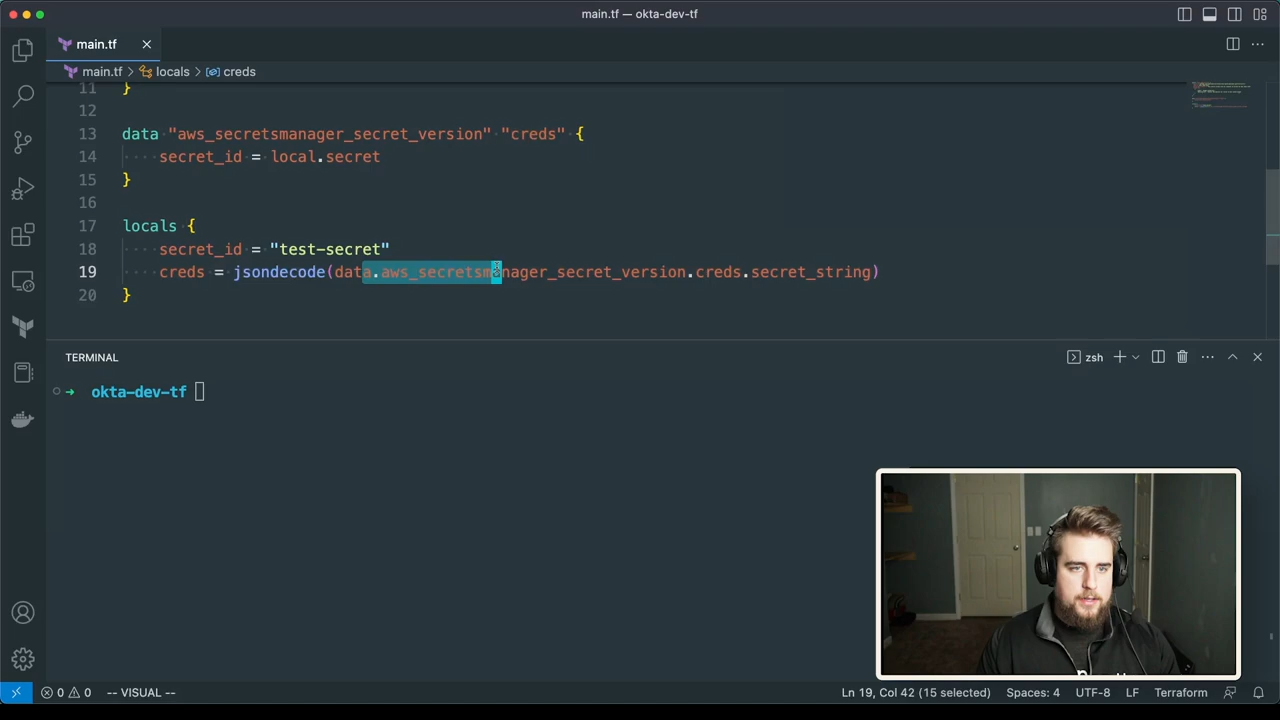 main.tf — okta-dev-tf
main.tf
main.tf > locals > creds
11 }
12
13 data "aws_secretsmanager_secret_version" "creds" {
14 secret_id = local.secret
15 }
16
17 locals {
18 secret_id = "test-secret"
19 creds = jsondecode(data.aws_secretsmanager_secret_version.creds.secret_string)
20 }
TERMINAL
zsh
okta-dev-tf
0 0 -- VISUAL -- Ln 19, Col 42 (15 selected) Spaces: 4 UTF-8 LF Terraform